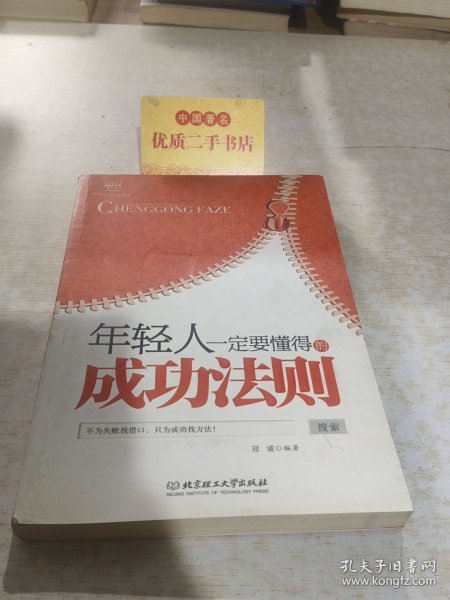 中国著名
优质二手书店
CHENGGONG FAZE
年轻人一定要懂得的
成功法则
不为失败找借口，只为成功找方法！
搜索
冠诚◎编著
北京理工大学出版社
BEIJING INSTITUTE OF TECHNOLOGY PRESS
孔夫子旧书网
www.kongfz.com